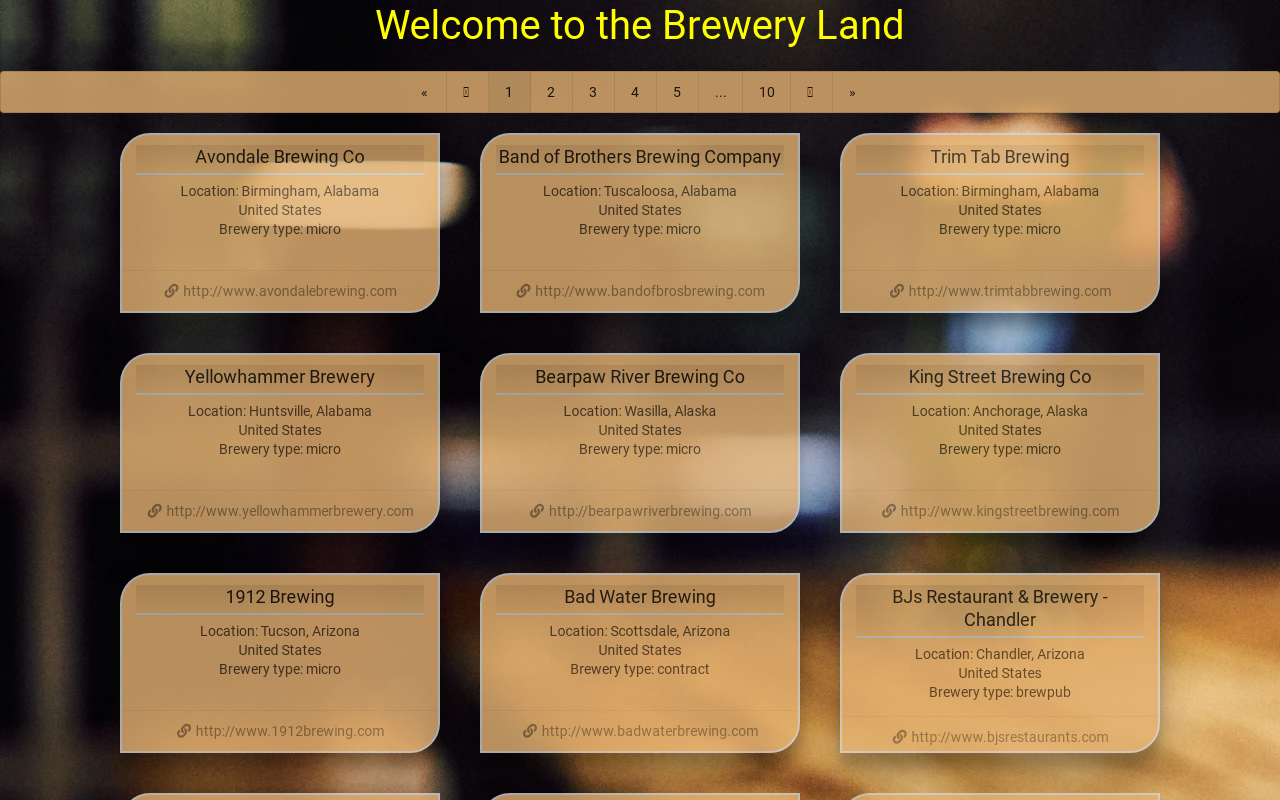 Welcome to the Brewery Land
« 1 2 3 4 5 ... 10 »
Avondale Brewing Co
Location: Birmingham, Alabama
United States
Brewery type: micro
http://www.avondalebrewing.com
Band of Brothers Brewing Company
Location: Tuscaloosa, Alabama
United States
Brewery type: micro
http://www.bandofbrosbrewing.com
Trim Tab Brewing
Location: Birmingham, Alabama
United States
Brewery type: micro
http://www.trimtabbrewing.com
Yellowhammer Brewery
Location: Huntsville, Alabama
United States
Brewery type: micro
http://www.yellowhammerbrewery.com
Bearpaw River Brewing Co
Location: Wasilla, Alaska
United States
Brewery type: micro
http://bearpawriverbrewing.com
King Street Brewing Co
Location: Anchorage, Alaska
United States
Brewery type: micro
http://www.kingstreetbrewing.com
1912 Brewing
Location: Tucson, Arizona
United States
Brewery type: micro
http://www.1912brewing.com
Bad Water Brewing
Location: Scottsdale, Arizona
United States
Brewery type: contract
http://www.badwaterbrewing.com
BJs Restaurant & Brewery -
Chandler
Location: Chandler, Arizona
United States
Brewery type: brewpub
http://www.bjsrestaurants.com